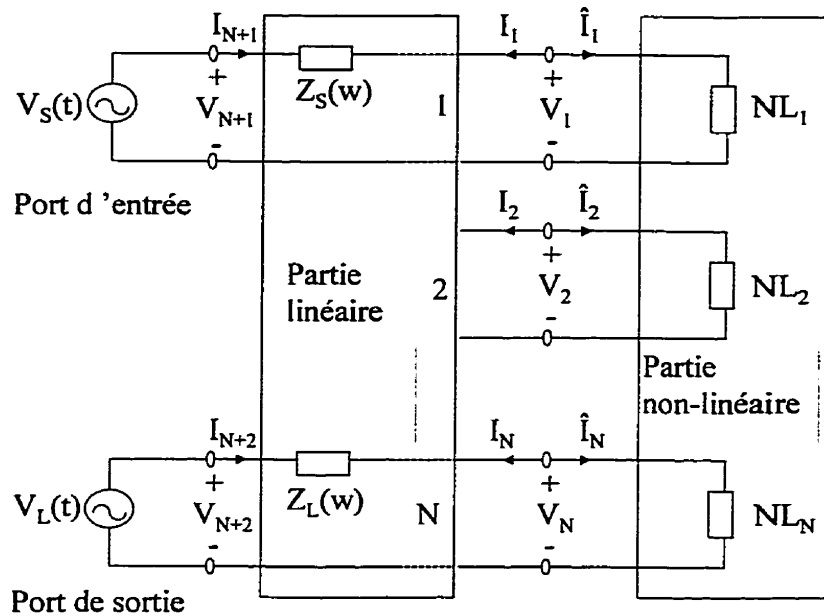 I_{N+1}
I_1
Î_1
V_S(t)
+
V_{N+1}
-
Z_S(w)
1
+
V_1
-
NL_1
Port d 'entrée
I_2
Î_2
Partie
linéaire
2
+
V_2
-
NL_2
Partie
non-linéaire
I_{N+2}
I_N
Î_N
V_L(t)
+
V_{N+2}
-
Z_L(w)
N
+
V_N
-
NL_N
Port de sortie